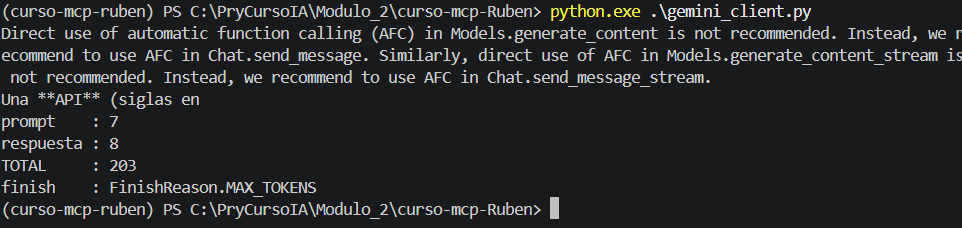 (curso-mcp-ruben) PS C:\PryCursoIA\Modulo_2\curso-mcp-Ruben> python.exe .\gemini_client.py
Direct use of automatic function calling (AFC) in Models.generate_content is not recommended. Instead, we r
ecommend to use AFC in Chat.send_message. Similarly, direct use of AFC in Models.generate_content_stream is
 not recommended. Instead, we recommend to use AFC in Chat.send_message_stream.
Una **API** (siglas en
prompt    : 7
respuesta : 8
TOTAL     : 203
finish    : FinishReason.MAX_TOKENS
(curso-mcp-ruben) PS C:\PryCursoIA\Modulo_2\curso-mcp-Ruben>